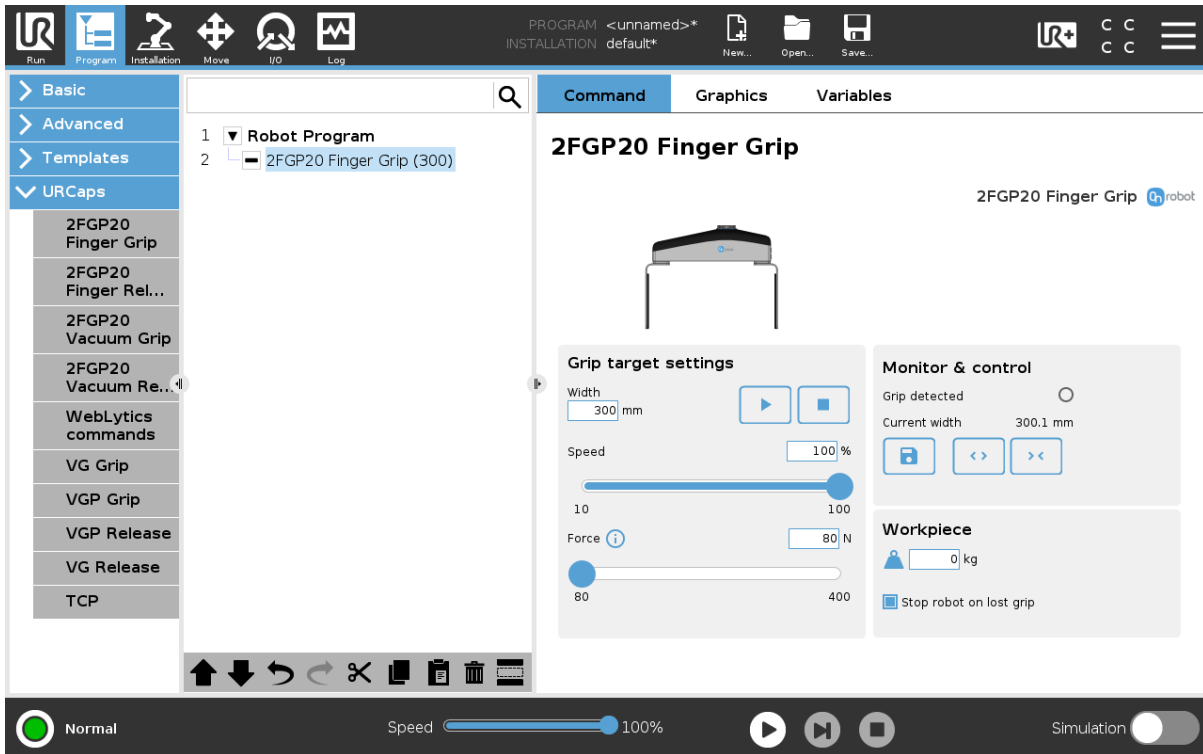 PROGRAM <unnamed>*
INSTALLATION default*
Run
Program
Installation
Move
I/O
Log
New...
Open...
Save...
UR+
C C
C C
Basic
Advanced
Templates
URCaps
2FGP20
Finger Grip
2FGP20
Finger Rel...
2FGP20
Vacuum Grip
2FGP20
Vacuum Re...
WebLytics
commands
VG Grip
VGP Grip
VGP Release
VG Release
TCP
1 Robot Program
2 2FGP20 Finger Grip (300)
Command Graphics Variables
2FGP20 Finger Grip
2FGP20 Finger Grip OnRobot
Grip target settings
Width
300 mm
Speed 100 %
10 100
Force i 80 N
80 400
Monitor & control
Grip detected
Current width 300.1 mm
Workpiece
0 kg
Stop robot on lost grip
Normal
Speed 100%
Simulation